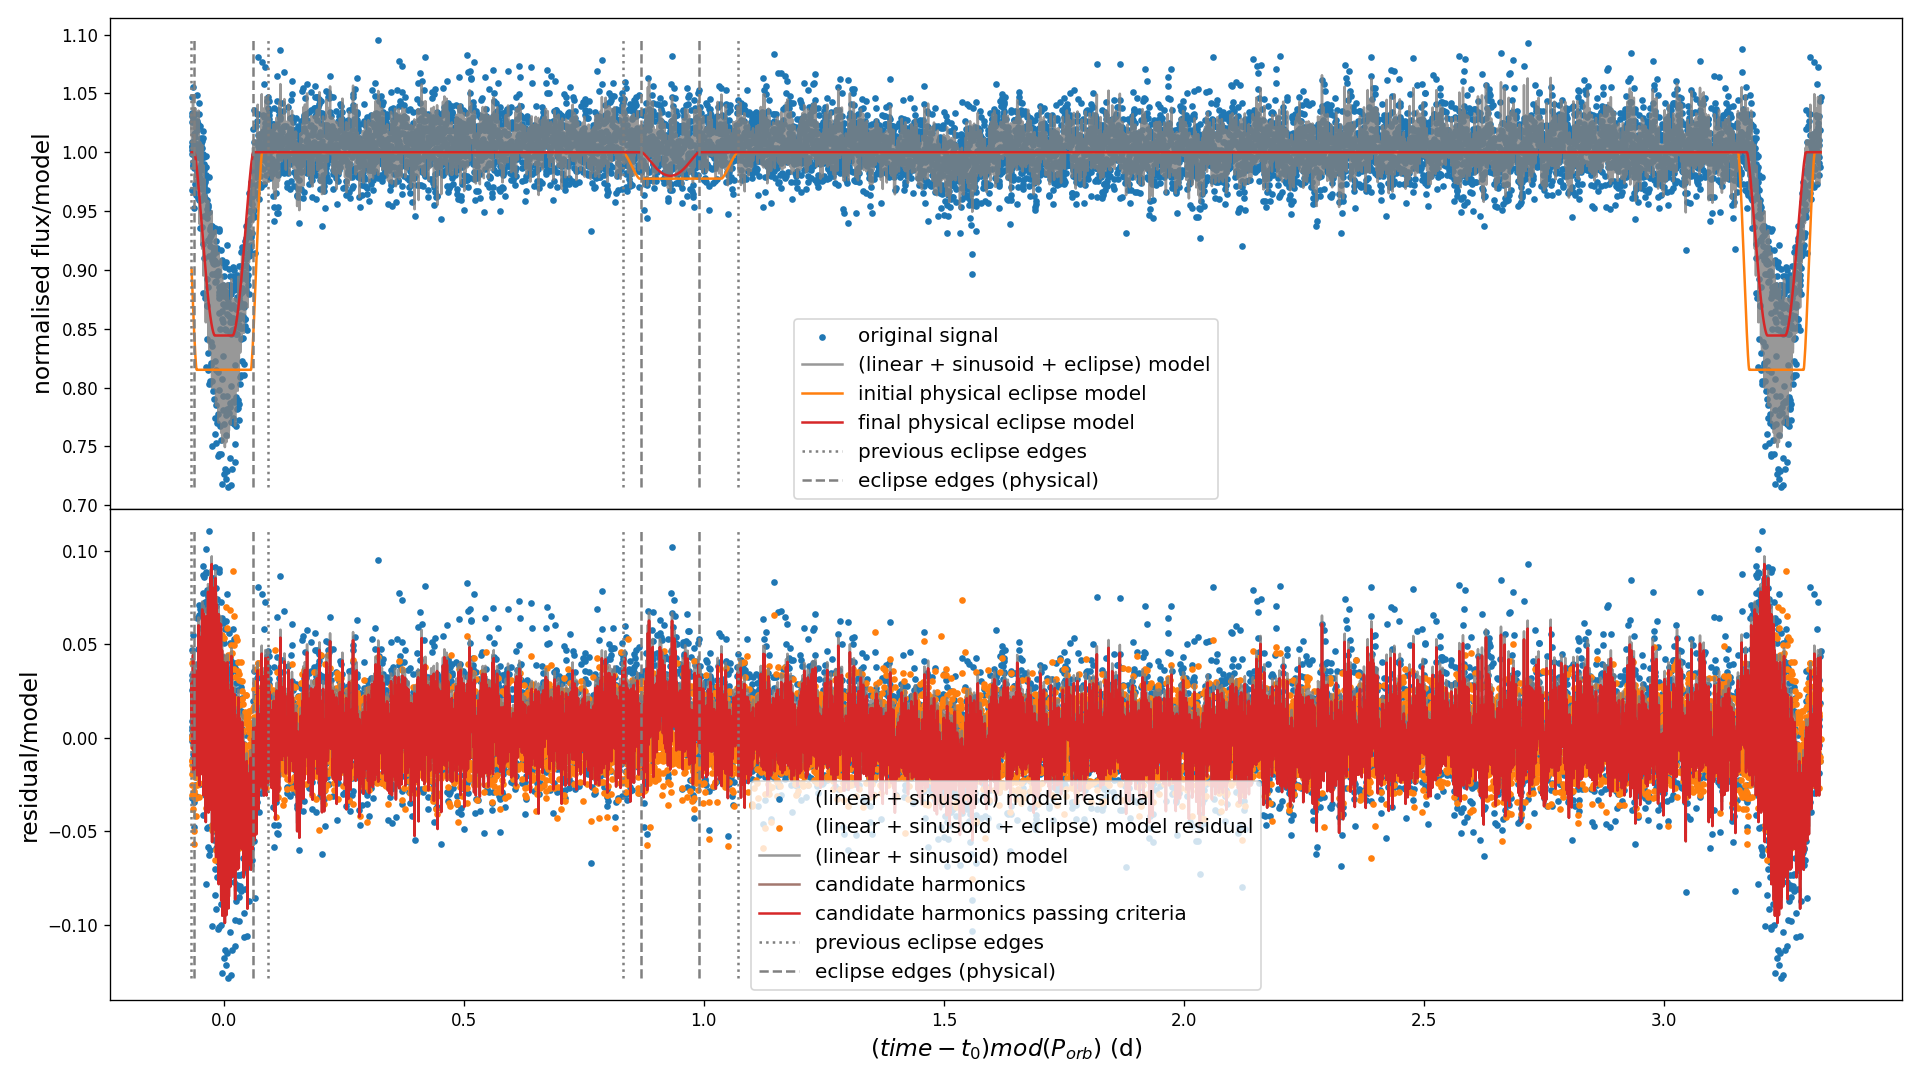 normalised flux/model
1.10
1.05
1.00
0.95
0.90
0.85
0.80
0.75
0.70
original signal
(linear + sinusoid + eclipse) model
initial physical eclipse model
final physical eclipse model
previous eclipse edges
eclipse edges (physical)
residual/model
0.10
0.05
0.00
−0.05
−0.10
(linear + sinusoid) model residual
(linear + sinusoid + eclipse) model residual
(linear + sinusoid) model
candidate harmonics
candidate harmonics passing criteria
previous eclipse edges
eclipse edges (physical)
0.0 0.5 1.0 1.5 2.0 2.5 3.0
(time − t₀)mod(P_orb) (d)